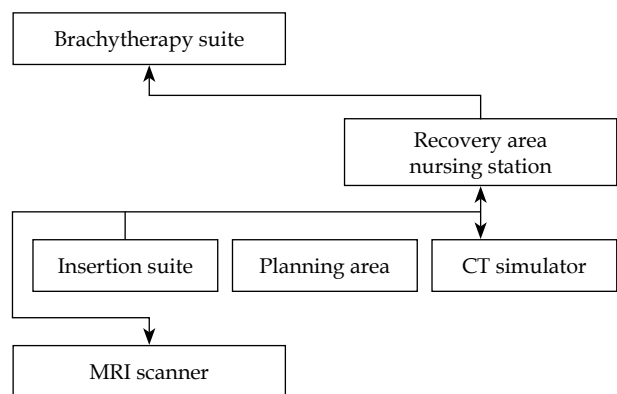 Brachytherapy suite
Recovery area
nursing station
Insertion suite
Planning area
CT simulator
MRI scanner